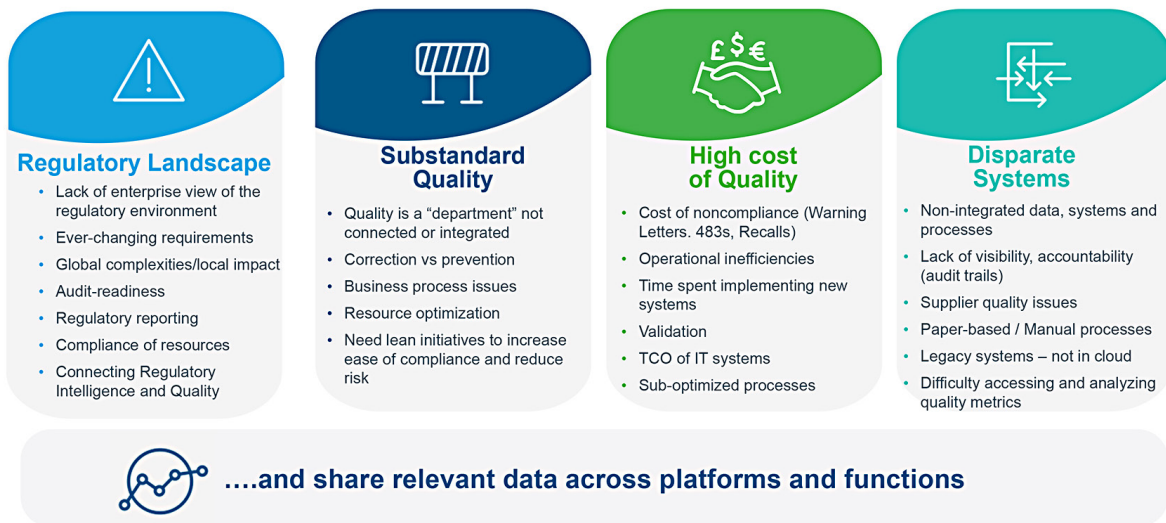 £ $ €
Regulatory Landscape
• Lack of enterprise view of the
regulatory environment
• Ever-changing requirements
• Global complexities/local impact
• Audit-readiness
• Regulatory reporting
• Compliance of resources
• Connecting Regulatory
Intelligence and Quality
Substandard
Quality
• Quality is a “department” not
connected or integrated
• Correction vs prevention
• Business process issues
• Resource optimization
• Need lean initiatives to increase
ease of compliance and reduce
risk
High cost
of Quality
• Cost of noncompliance (Warning
Letters. 483s, Recalls)
• Operational inefficiencies
• Time spent implementing new
systems
• Validation
• TCO of IT systems
• Sub-optimized processes
Disparate
Systems
• Non-integrated data, systems and
processes
• Lack of visibility, accountability
(audit trails)
• Supplier quality issues
• Paper-based / Manual processes
• Legacy systems – not in cloud
• Difficulty accessing and analyzing
quality metrics
....and share relevant data across platforms and functions